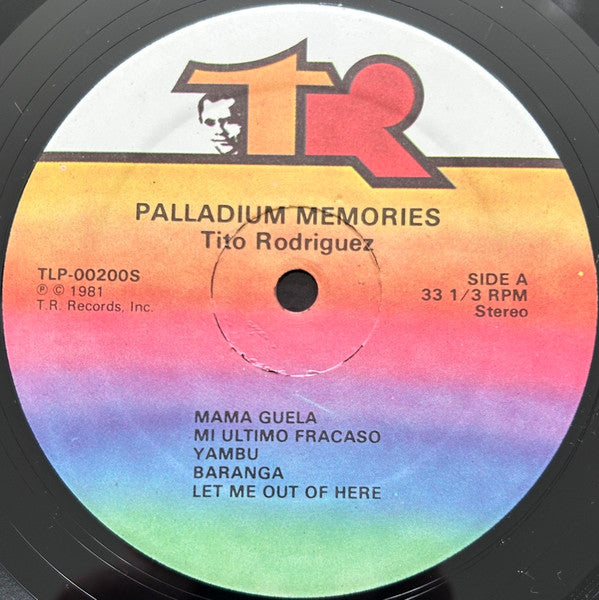 TR
PALLADIUM MEMORIES
Tito Rodriguez
TLP-00200S
℗ © 1981
T.R. Records, Inc.
SIDE A
33 1/3 RPM
Stereo
MAMA GUELA
MI ULTIMO FRACASO
YAMBU
BARANGA
LET ME OUT OF HERE